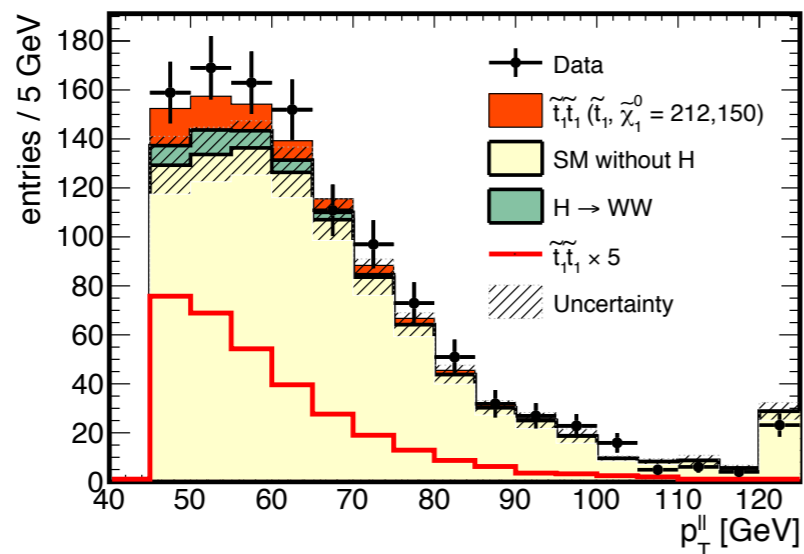 entries / 5 GeV
180
160
140
120
100
80
60
40
20
0
Data
t̃₁t̃₁ (t̃₁, χ̃₁⁰ = 212,150)
SM without H
H → WW
t̃₁t̃₁ × 5
Uncertainty
40 50 60 70 80 90 100 110 120
p_T^ll [GeV]